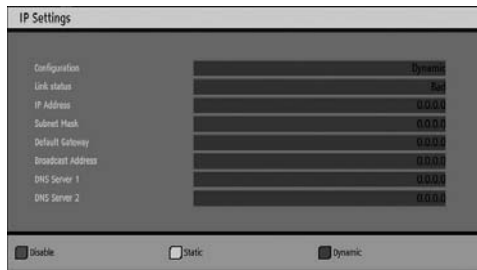 IP Settings
Configuration Dynamic
Link status Bad
IP Address 0.0.0.0
Subnet Mask 0.0.0.0
Default Gateway 0.0.0.0
Broadcast Address 0.0.0.0
DNS Server 1 0.0.0.0
DNS Server 2 0.0.0.0
Disable Static Dynamic